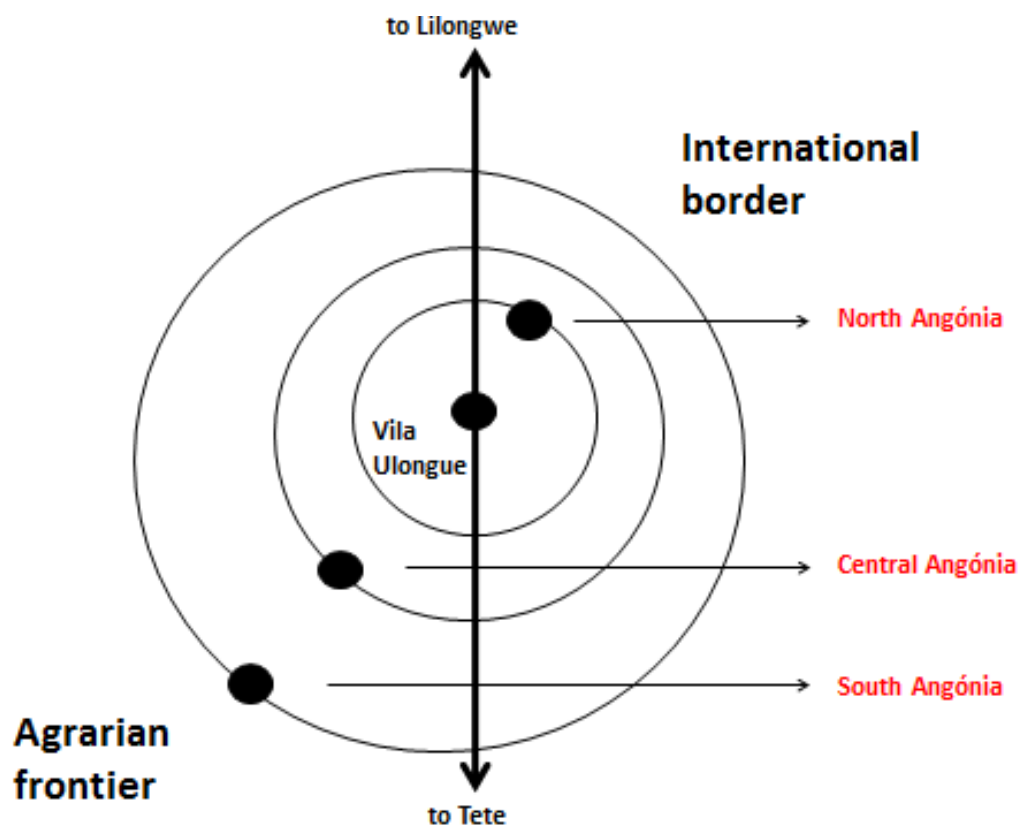 to Lilongwe
International
border
North Angónia
Vila
Ulongue
Central Angónia
South Angónia
Agrarian
frontier
to Tete